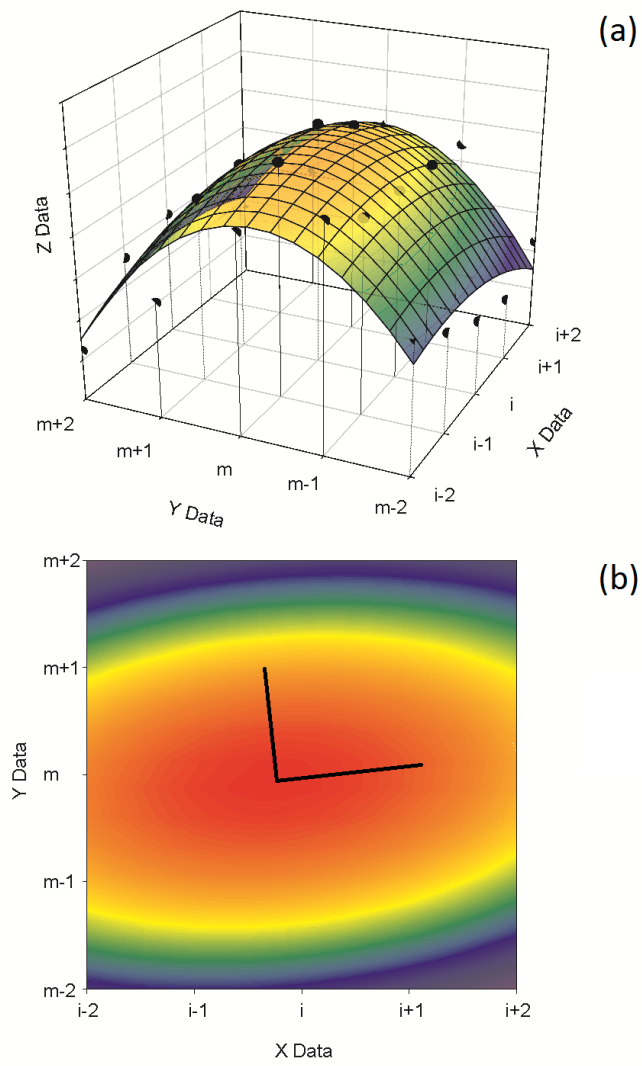 (a)
Z Data
i+2
i+1
i
i-1
i-2
X Data
m+2
m+1
m
m-1
m-2
Y Data
(b)
m+2
m+1
m
m-1
m-2
Y Data
i-2
i-1
i
i+1
i+2
X Data